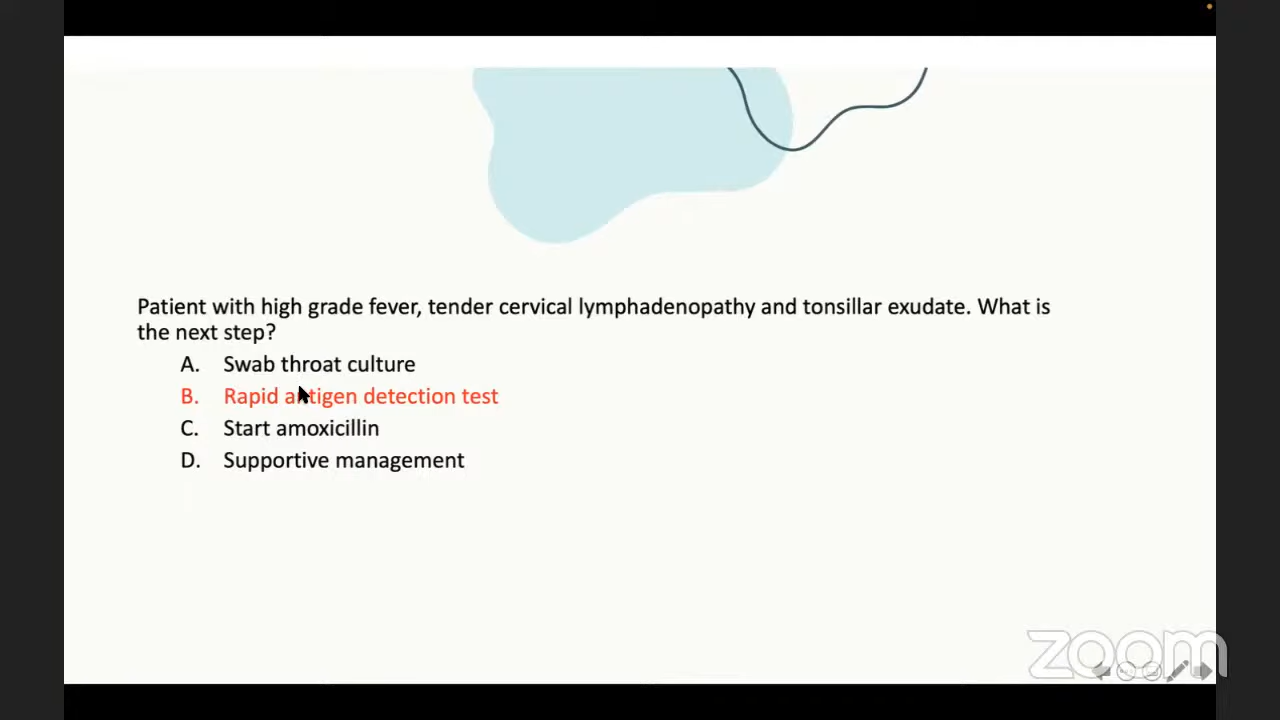 Patient with high grade fever, tender cervical lymphadenopathy and tonsillar exudate. What is
the next step?
A. Swab throat culture
B. Rapid antigen detection test
C. Start amoxicillin
D. Supportive management
zoom